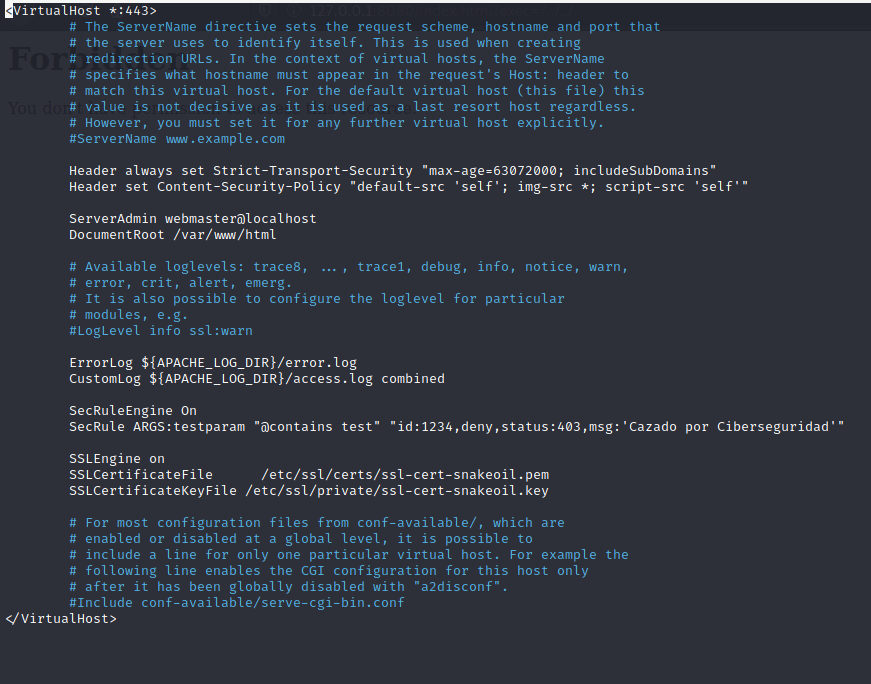 <VirtualHost *:443>
# The ServerName directive sets the request scheme, hostname and port that
# the server uses to identify itself. This is used when creating
# redirection URLs. In the context of virtual hosts, the ServerName
# specifies what hostname must appear in the request's Host: header to
# match this virtual host. For the default virtual host (this file) this
# value is not decisive as it is used as a last resort host regardless.
# However, you must set it for any further virtual host explicitly.
#ServerName www.example.com
Header always set Strict-Transport-Security "max-age=63072000; includeSubDomains"
Header set Content-Security-Policy "default-src 'self'; img-src *; script-src 'self'"
ServerAdmin webmaster@localhost
DocumentRoot /var/www/html
# Available loglevels: trace8, ..., trace1, debug, info, notice, warn,
# error, crit, alert, emerg.
# It is also possible to configure the loglevel for particular
# modules, e.g.
#LogLevel info ssl:warn
ErrorLog ${APACHE_LOG_DIR}/error.log
CustomLog ${APACHE_LOG_DIR}/access.log combined
SecRuleEngine On
SecRule ARGS:testparam "@contains test" "id:1234,deny,status:403,msg:'Cazado por Ciberseguridad'"
SSLEngine on
SSLCertificateFile      /etc/ssl/certs/ssl-cert-snakeoil.pem
SSLCertificateKeyFile /etc/ssl/private/ssl-cert-snakeoil.key
# For most configuration files from conf-available/, which are
# enabled or disabled at a global level, it is possible to
# include a line for only one particular virtual host. For example the
# following line enables the CGI configuration for this host only
# after it has been globally disabled with "a2disconf".
#Include conf-available/serve-cgi-bin.conf
</VirtualHost>
Forbidden
You don't